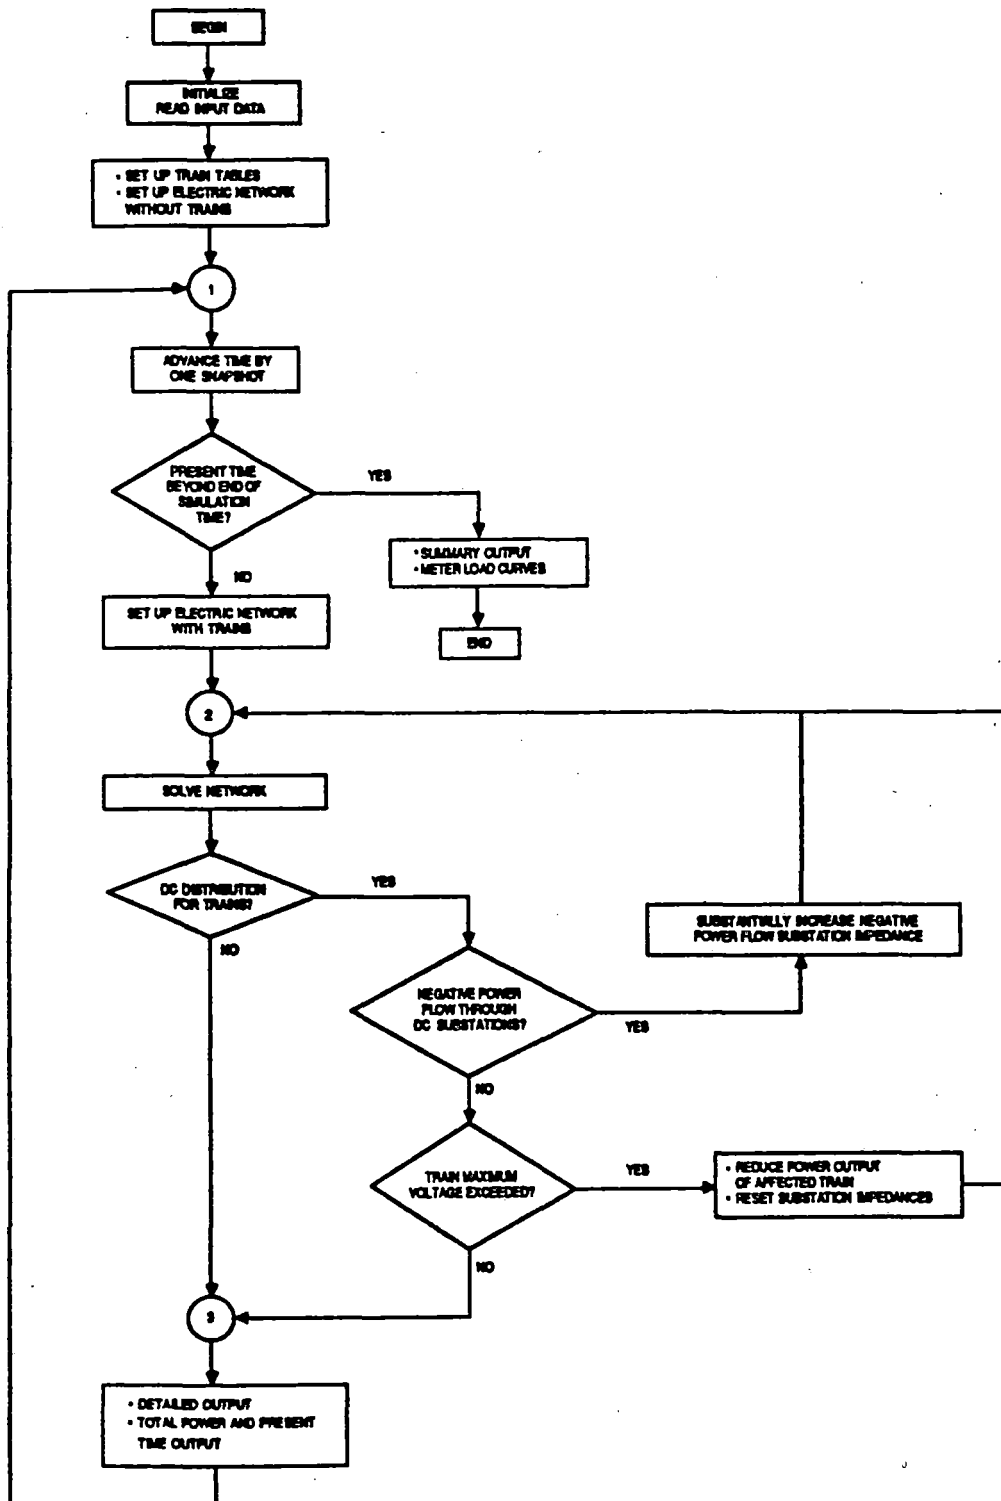 BEGIN
INITIALIZE
READ INPUT DATA
• SET UP TRAIN TABLES
• SET UP ELECTRIC NETWORK
WITHOUT TRAINS
1
ADVANCE TIME BY
ONE SNAPSHOT
PRESENT TIME
BEYOND END OF
SIMULATION
TIME?
YES
• SUMMARY OUTPUT
• METER LOAD CURVES
END
NO
SET UP ELECTRIC NETWORK
WITH TRAINS
2
SOLVE NETWORK
DC DISTRIBUTION
FOR TRAINS?
YES
NO
SUBSTANTIALLY INCREASE NEGATIVE
POWER FLOW SUBSTATION IMPEDANCE
NEGATIVE POWER
FLOW THROUGH
DC SUBSTATIONS?
YES
NO
TRAIN MAXIMUM
VOLTAGE EXCEEDED?
YES
• REDUCE POWER OUTPUT
OF AFFECTED TRAIN
• RESET SUBSTATION IMPEDANCES
NO
3
• DETAILED OUTPUT
• TOTAL POWER AND PRESENT
TIME OUTPUT